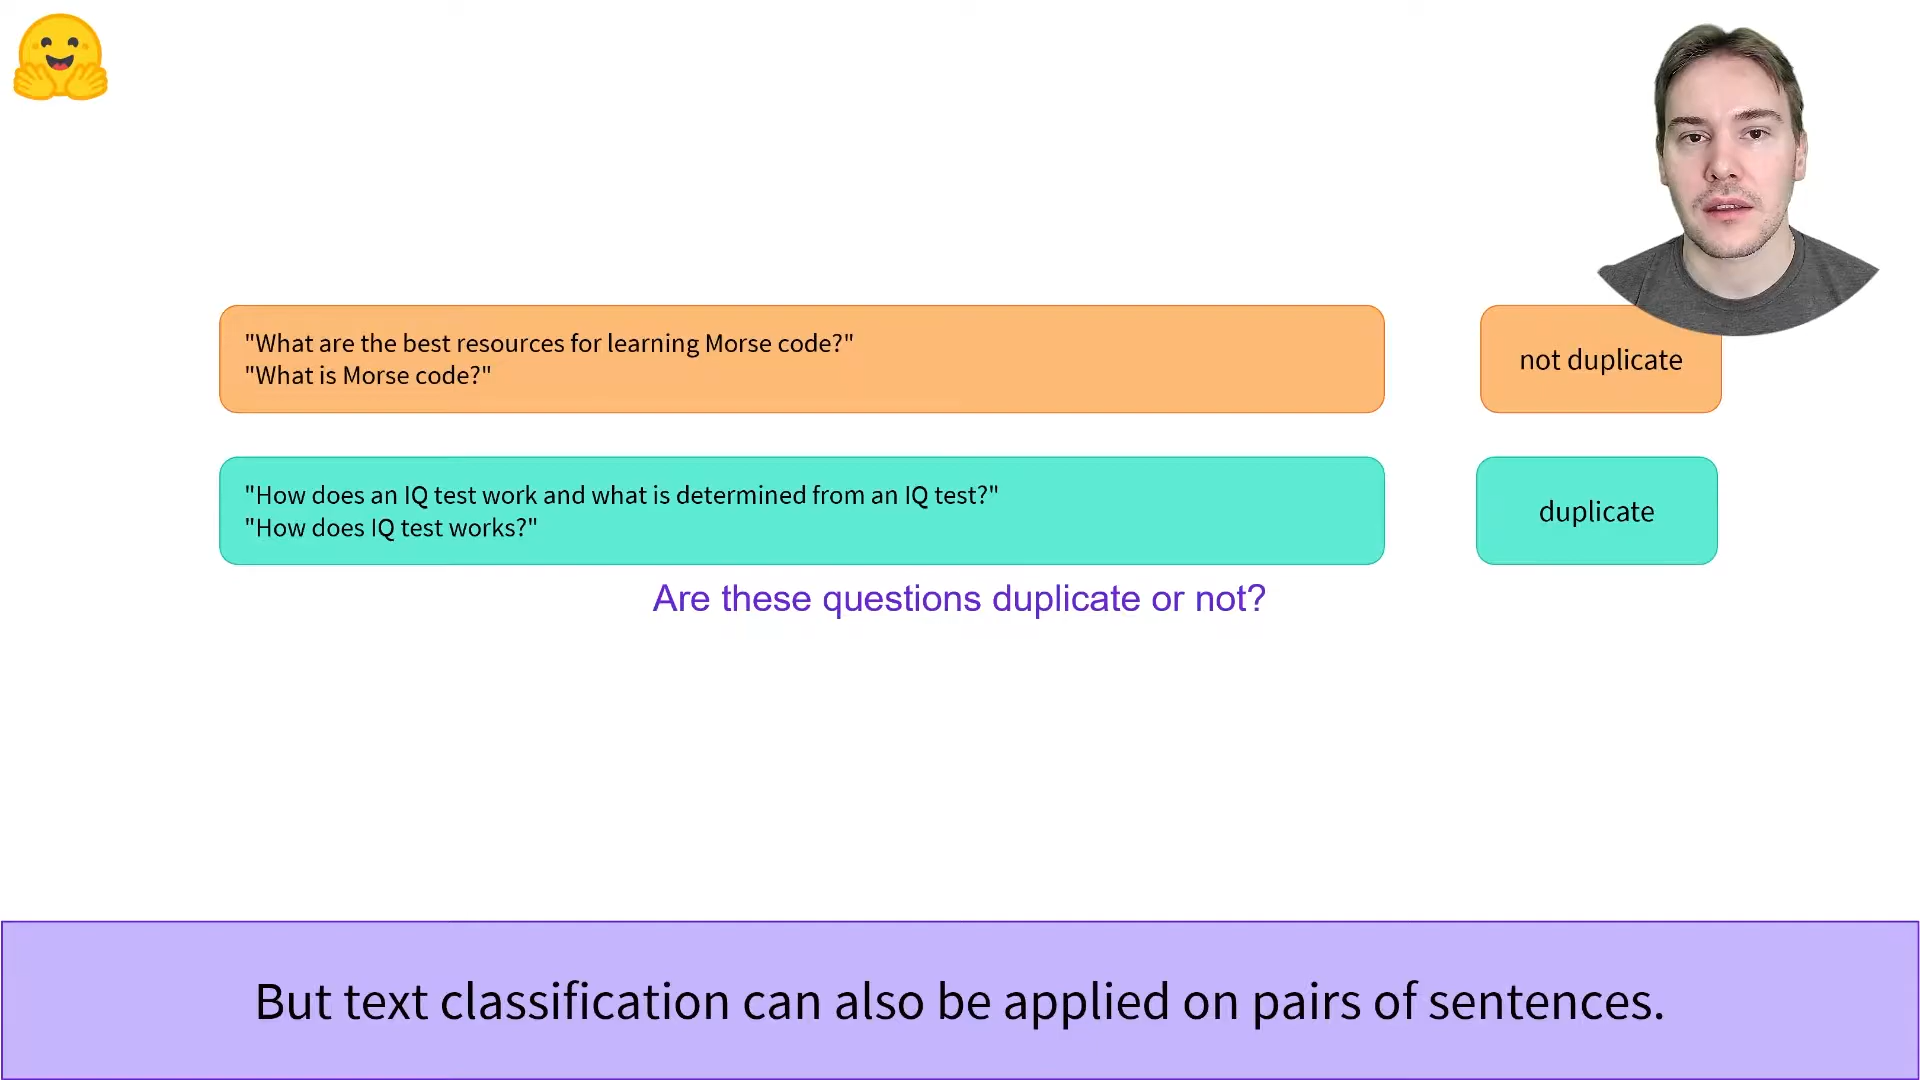 "What are the best resources for learning Morse code?"
"What is Morse code?"
not duplicate
"How does an IQ test work and what is determined from an IQ test?"
"How does IQ test works?"
duplicate
Are these questions duplicate or not?
But text classification can also be applied on pairs of sentences.